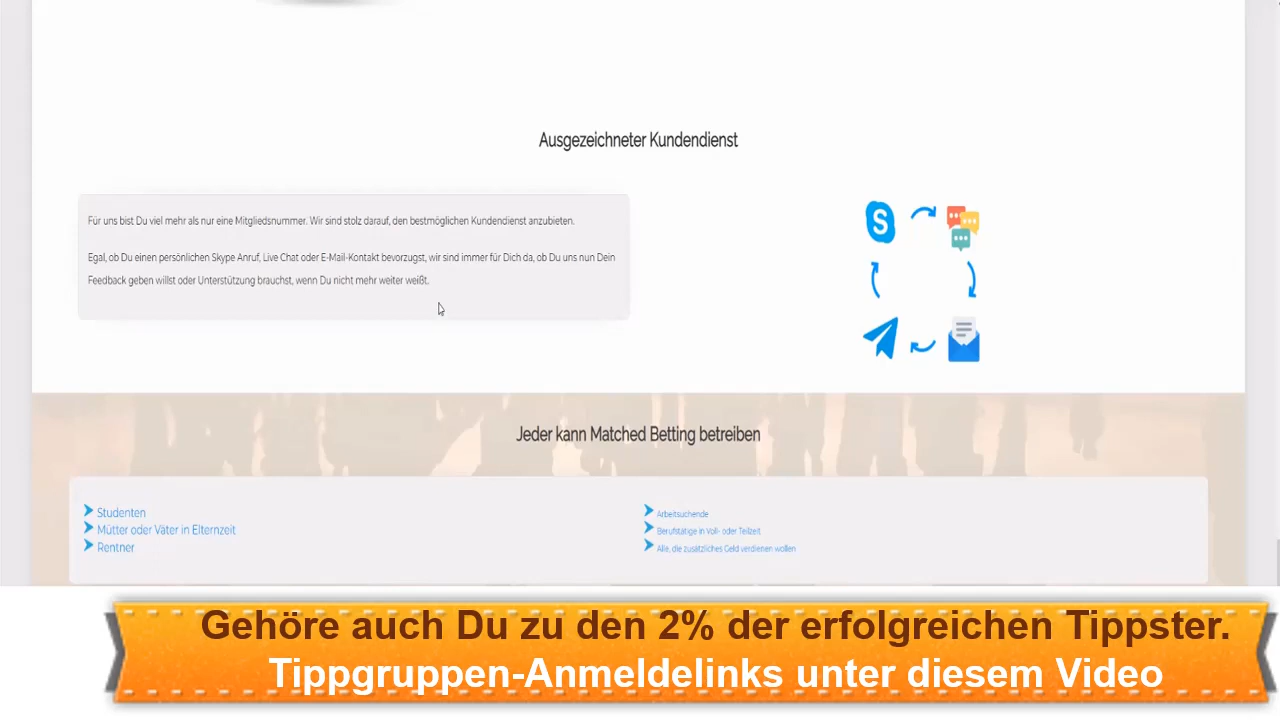 Ausgezeichneter Kundendienst
Für uns bist Du viel mehr als nur eine Mitgliedsnummer. Wir sind stolz darauf, den bestmöglichen Kundendienst anzubieten.
Egal, ob Du einen persönlichen Skype Anruf, Live Chat oder E-Mail-Kontakt bevorzugst, wir sind immer für Dich da, ob Du uns nun Dein
Feedback geben willst oder Unterstützung brauchst, wenn Du nicht mehr weiter weißt.
Jeder kann Matched Betting betreiben
Studenten
Mütter oder Väter in Elternzeit
Rentner
Arbeitsuchende
Berufstätige in Voll- oder Teilzeit
Alle, die zusätzliches Geld verdienen wollen
Gehöre auch Du zu den 2% der erfolgreichen Tippster.
Tippgruppen-Anmeldelinks unter diesem Video